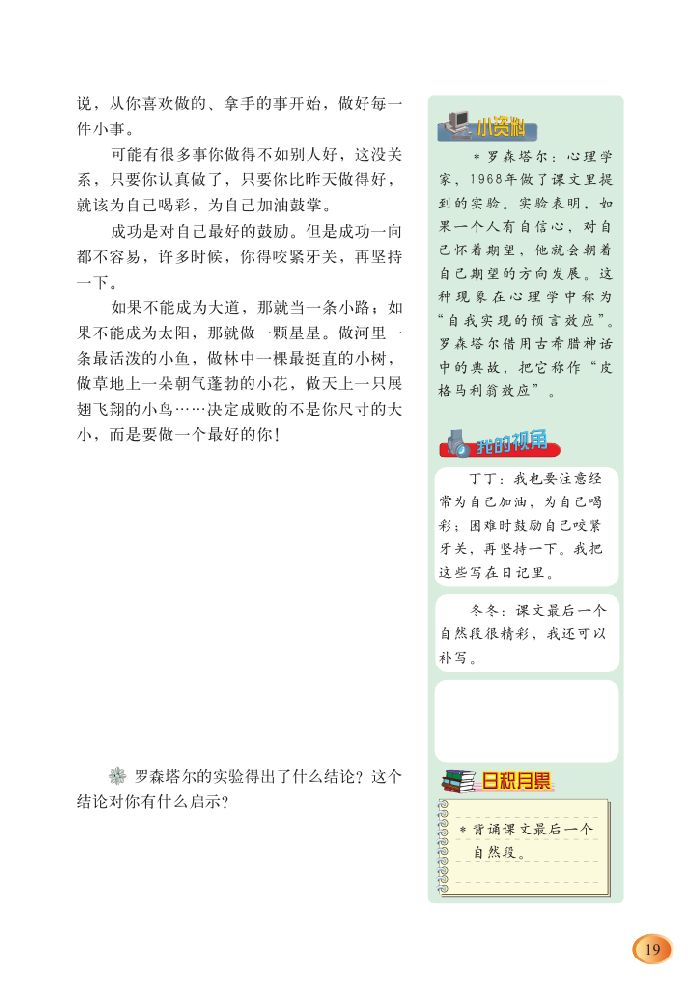 说，从你喜欢做的、拿手的事开始，做好每一
件小事。
可能有很多事你做得不如别人好，这没关
系，只要你认真做了，只要你比昨天做得好，
就该为自己喝彩，为自己加油鼓掌。
成功是对自己最好的鼓励。但是成功一向
都不容易，许多时候，你得咬紧牙关，再坚持
一下。
如果不能成为大道，那就当一条小路；如
果不能成为太阳，那就做一颗星星。做河里一
条最活泼的小鱼，做林中一棵最挺直的小树，
做草地上一朵朝气蓬勃的小花，做天上一只展
翅飞翔的小鸟……决定成败的不是你尺寸的大
小，而是要做一个最好的你！
罗森塔尔的实验得出了什么结论？这个
结论对你有什么启示？
小资料
*罗森塔尔：心理学
家，1968年做了课文里提
到的实验。实验表明，如
果一个人有自信心，对自
己怀着期望，他就会朝着
自己期望的方向发展。这
种现象在心理学中称为
“自我实现的预言效应”。
罗森塔尔借用古希腊神话
中的典故，把它称作“皮
格马利翁效应”。
我的视角
丁丁：我也要注意经
常为自己加油，为自己喝
彩；困难时鼓励自己咬紧
牙关，再坚持一下。我把
这些写在日记里。
冬冬：课文最后一个
自然段很精彩，我还可以
补写。
日积月累
*背诵课文最后一个
自然段。
19